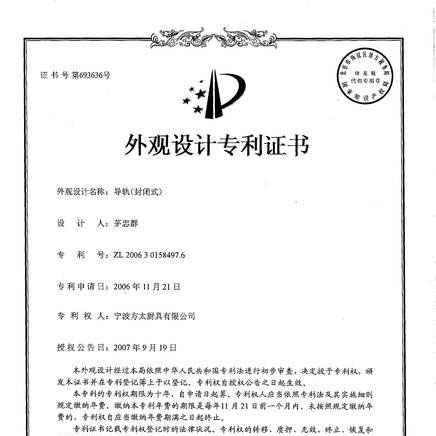 证书号第693636号
印花税
代扣专用章
外观设计专利证书
外观设计名称：导轨(封闭式)
设计人：茅忠群
专利号：ZL 2006 3 0158497.6
专利申请日：2006年11月21日
专利权人：宁波方太厨具有限公司
授权公告日：2007年9月19日
本外观设计经过本局依照中华人民共和国专利法进行初步审查，决定授予专利权，颁
发本证书并在专利登记簿上予以登记。专利权自授权公告之日起生效。
本专利的专利权期限为十年，自申请日起算。专利权人应当依照专利法及其实施细则
规定缴纳年费。缴纳本专利年费的期限是每年11月21日前一个月内。未按照规定缴纳年
费的，专利权自应当缴纳年费期满之日起终止。
专利证书记载专利权登记时的法律状况。专利权的转移、质押、无效、终止、恢复和